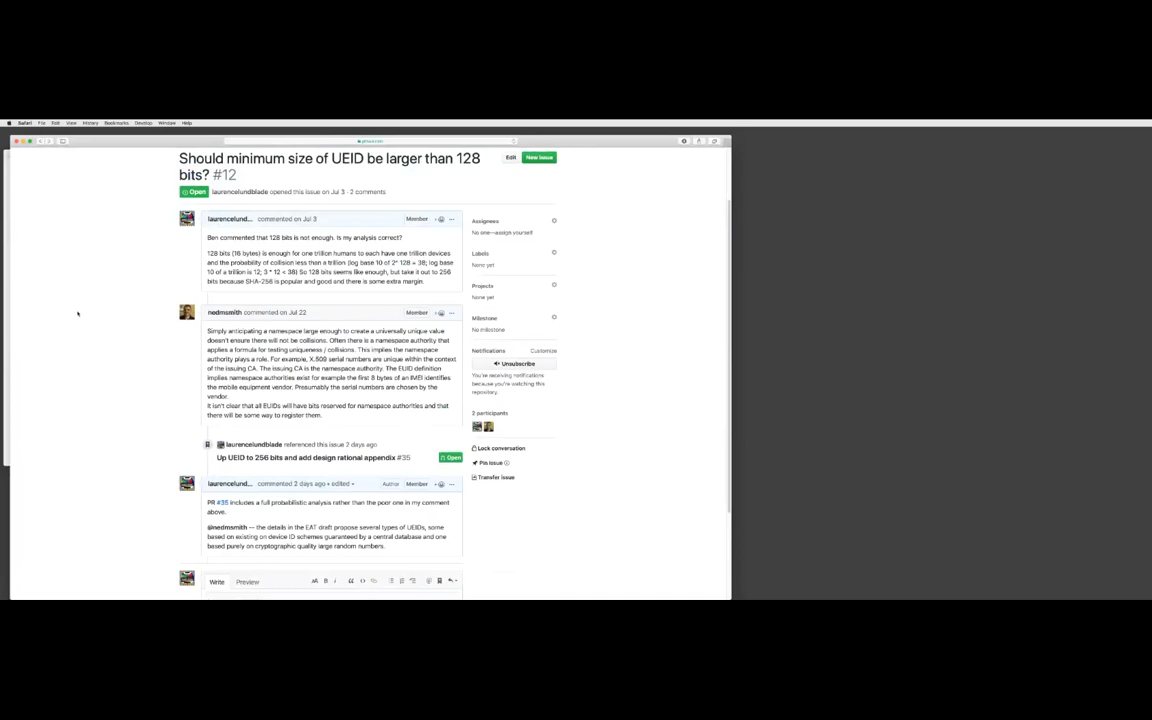 Safari File Edit View History Bookmarks Develop Window Help
github.com
Should minimum size of UEID be larger than 128
bits? #12
Edit New issue
Open laurencelundblade opened this issue on Jul 3 · 2 comments
laurencelund... commented on Jul 3 Member
Ben commented that 128 bits is not enough. Is my analysis correct?
128 bits (16 bytes) is enough for one trillion humans to each have one trillion devices
and the probability of collision less than a trillion (log base 10 of 2^ 128 = 38; log base
10 of a trillion is 12; 3 * 12 < 38) So 128 bits seems like enough, but take it out to 256
bits because SHA-256 is popular and good and there is some extra margin.
nedmsmith commented on Jul 22 Member
Simply anticipating a namespace large enough to create a universally unique value
doesn't ensure there will not be collisions. Often there is a namespace authority that
applies a formula for testing uniqueness / collisions. This implies the namespace
authority plays a role. For example, X.509 serial numbers are unique within the context
of the issuing CA. The issuing CA is the namespace authority. The EUID definition
implies namespace authorities exist for example the first 8 bytes of an IMEI identifies
the mobile equipment vendor. Presumably the serial numbers are chosen by the
vendor.
It isn't clear that all EUIDs will have bits reserved for namespace authorities and that
there will be some way to register them.
laurencelundblade referenced this issue 2 days ago
Up UEID to 256 bits and add design rational appendix #35 Open
laurencelund... commented 2 days ago • edited Author Member
PR #35 includes a full probabilistic analysis rather than the poor one in my comment
above.
@nedmsmith -- the details in the EAT draft propose several types of UEIDs, some
based on existing on device ID schemes guaranteed by a central database and one
based purely on cryptographic quality large random numbers.
Write Preview
Assignees
No one—assign yourself
Labels
None yet
Projects
None yet
Milestone
No milestone
Notifications Customize
Unsubscribe
You're receiving notifications
because you're watching this
repository.
2 participants
Lock conversation
Pin issue
Transfer issue